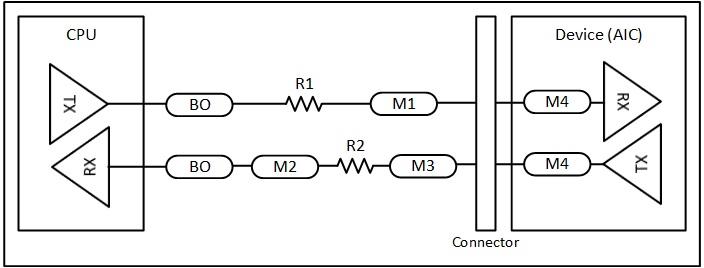 CPU
Device (AIC)
R1
TX
BO
M1
M4
RX
R2
RX
BO
M2
M3
M4
TX
Connector